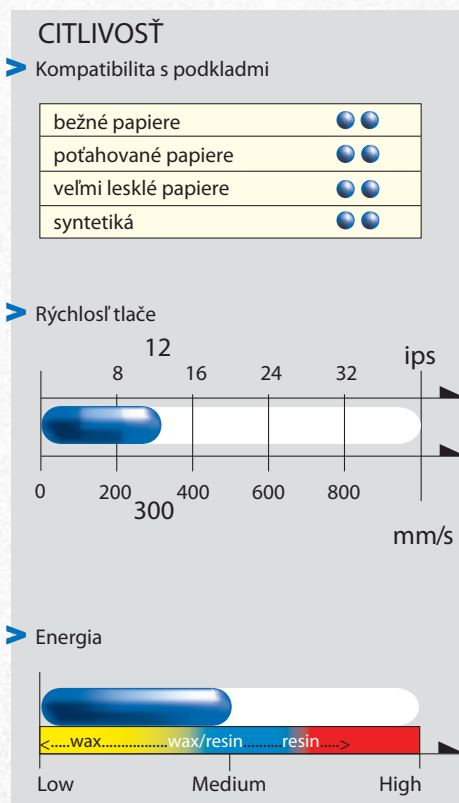 CITLIVOSŤ
> Kompatibilita s podkladmi
bežné papiere
poťahované papiere
veľmi lesklé papiere
syntetiká
> Rýchlosľ tlače
12 ips
8 16 24 32
0 200 400 600 800
300
mm/s
> Energia
<.....wax.................wax/resin..........resin.....>
Low Medium High